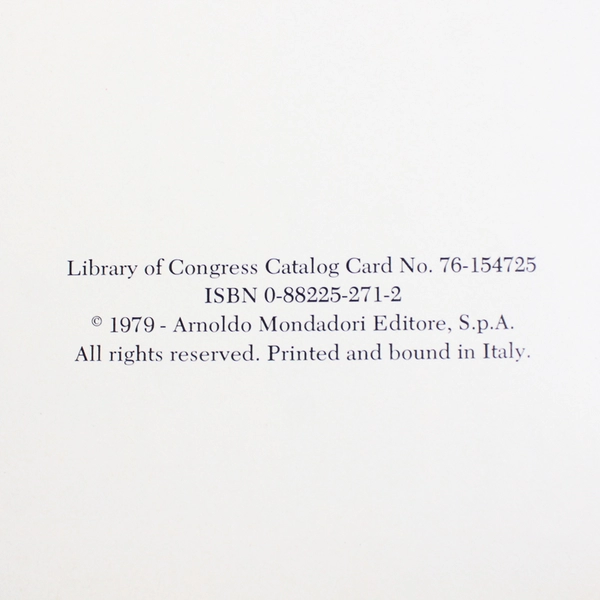 Library of Congress Catalog Card No. 76-154725
ISBN 0-88225-271-2
© 1979 - Arnoldo Mondadori Editore, S.p.A.
All rights reserved. Printed and bound in Italy.